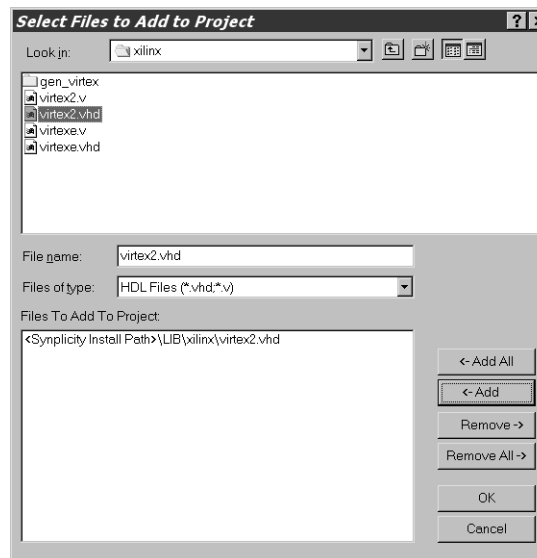 Select Files to Add to Project
Look in: xilinx
gen_virtex
virtex2.v
virtex2.vhd
virtexe.v
virtexe.vhd
File name: virtex2.vhd
Files of type: HDL Files (*.vhd;*.v)
Files To Add To Project:
<Synplicity Install Path>\LIB\xilinx\virtex2.vhd
<- Add All
<- Add
Remove ->
Remove All ->
OK
Cancel